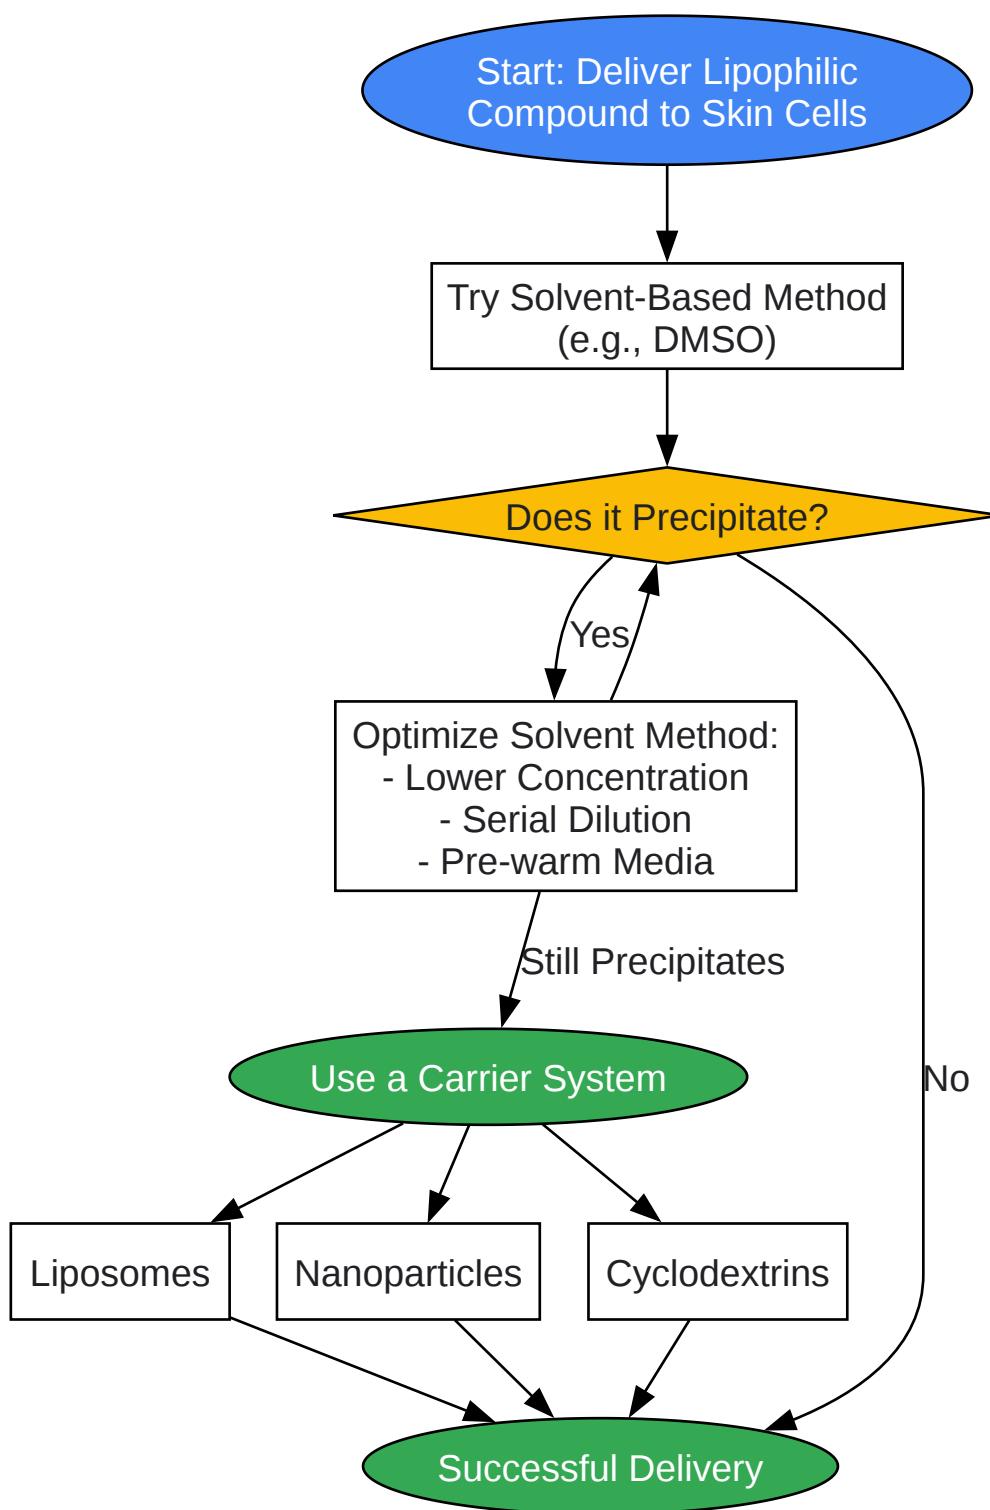 Start: Deliver Lipophilic
Compound to Skin Cells
Try Solvent-Based Method
(e.g., DMSO)
Does it Precipitate?
Yes
Optimize Solvent Method:
- Lower Concentration
- Serial Dilution
- Pre-warm Media
Still Precipitates
Use a Carrier System
No
Liposomes
Nanoparticles
Cyclodextrins
Successful Delivery